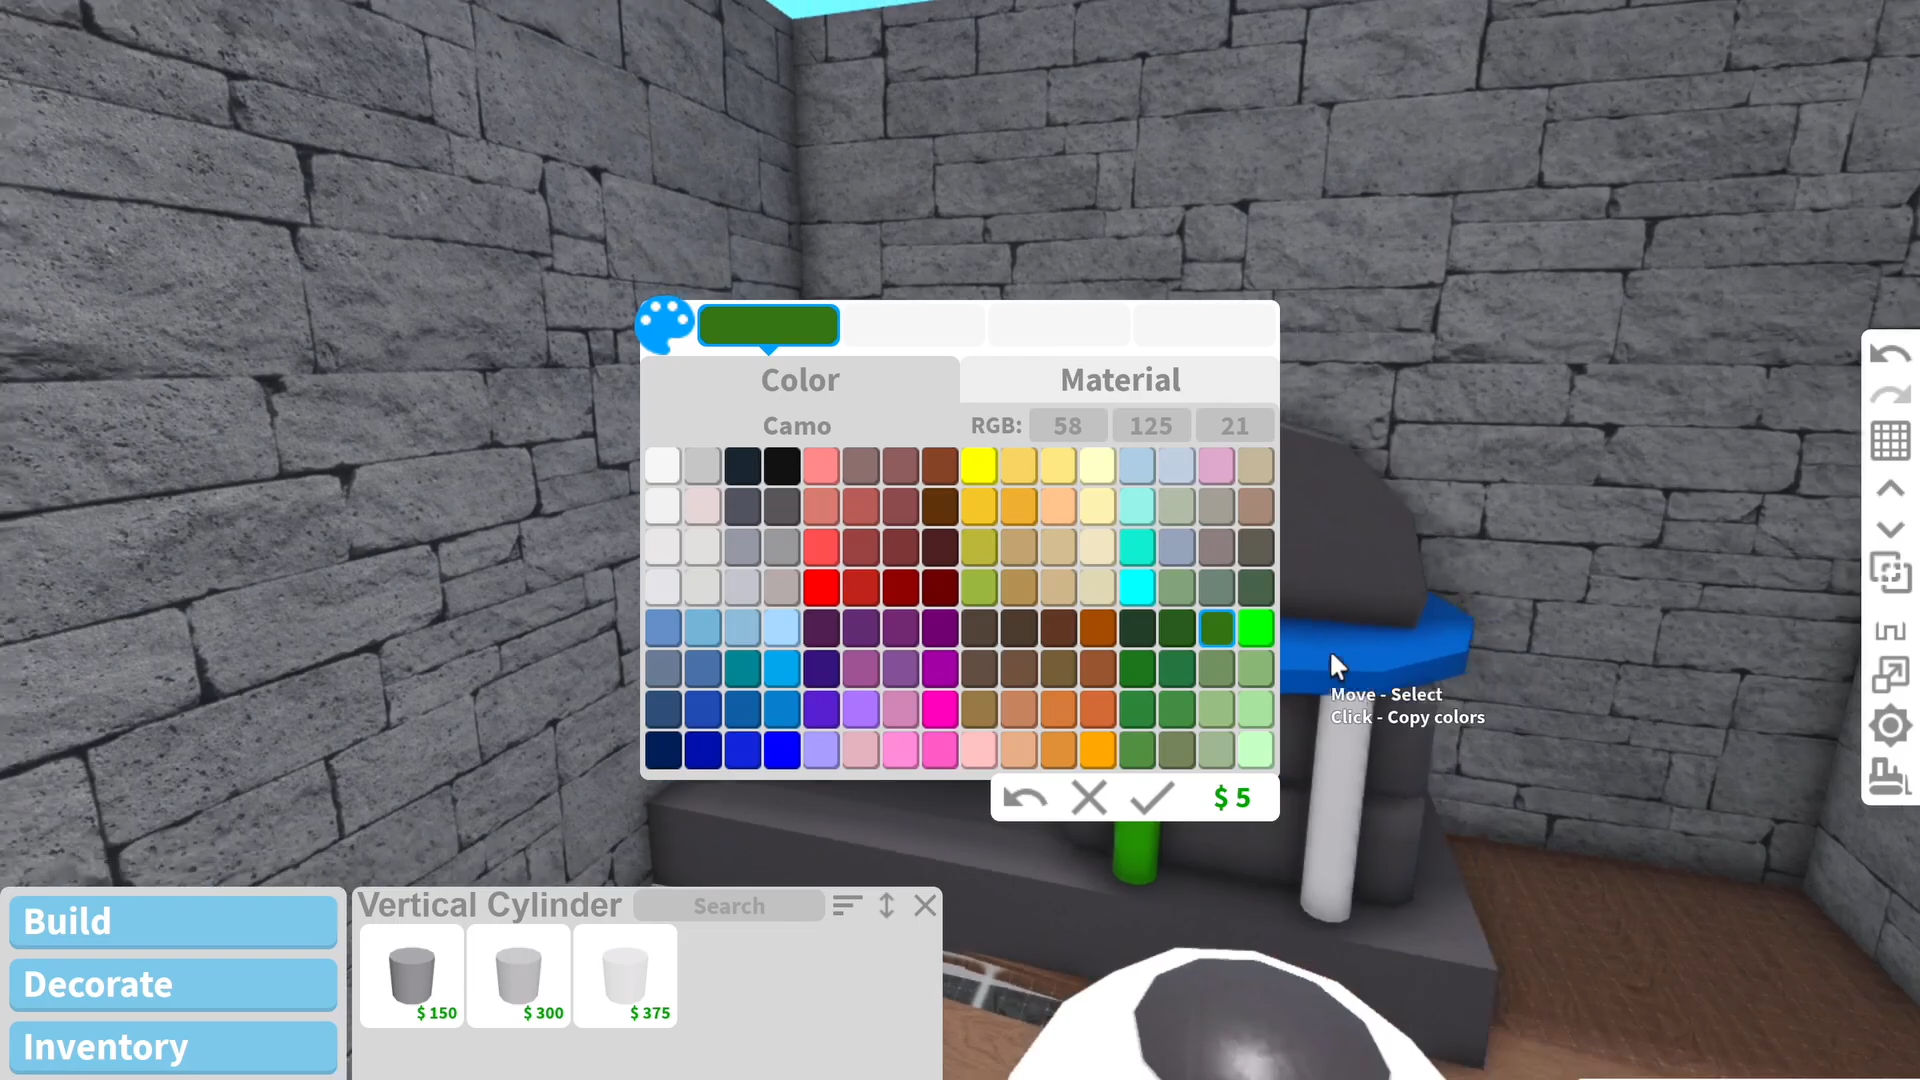 Color
Material
Camo
RGB: 58 125 21
Move - Select
Click - Copy colors
$ 5
Build
Decorate
Inventory
Vertical Cylinder
Search
$ 150
$ 300
$ 375